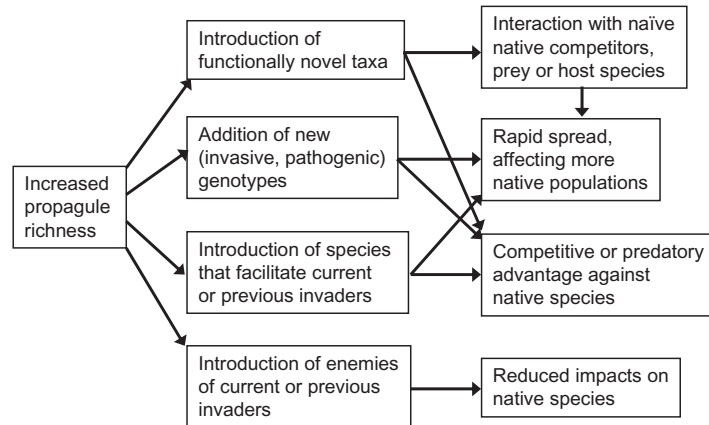 Increased
propagule
richness
Introduction of
functionally novel taxa
Addition of new
(invasive, pathogenic)
genotypes
Introduction of species
that facilitate current
or previous invaders
Introduction of enemies
of current or previous
invaders
Interaction with naïve
native competitors,
prey or host species
Rapid spread,
affecting more
native populations
Competitive or predatory
advantage against
native species
Reduced impacts on
native species